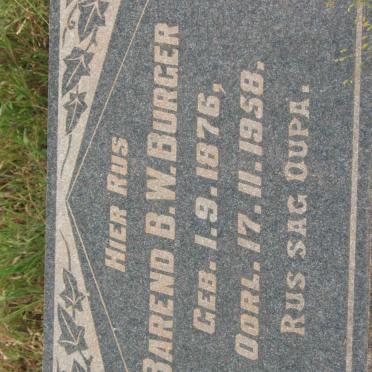 HIER RUS
BAREND B. W. BURGER
GEB. 1.9.1876,
OORL. 17.11.1958.
RUS SAG OUPA.